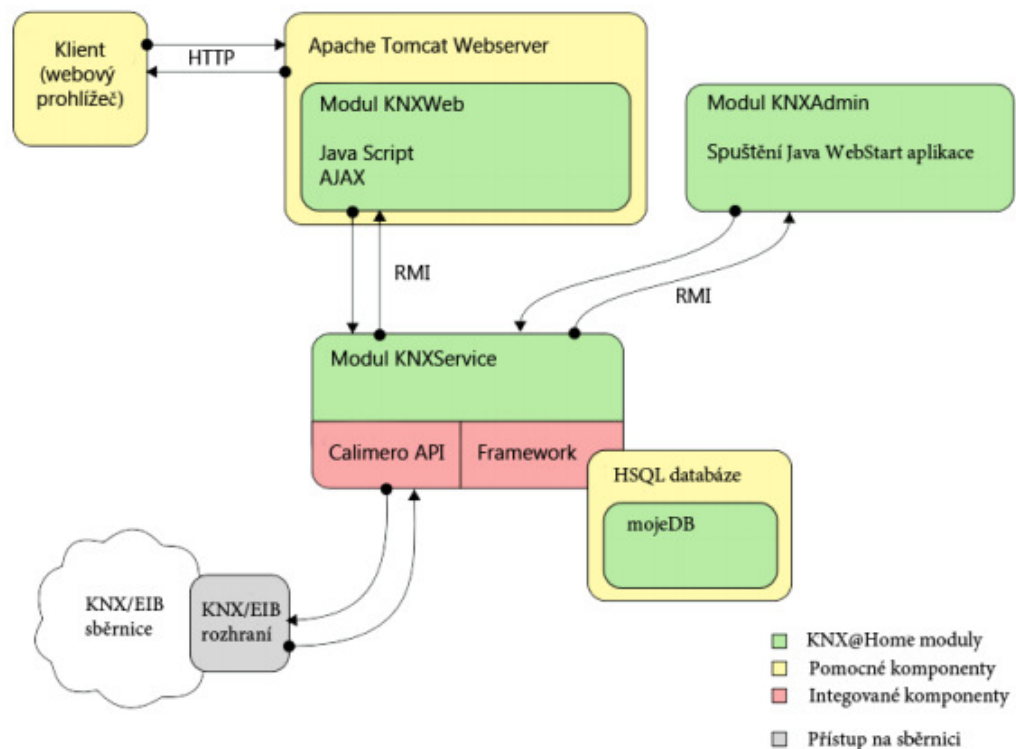 Klient
(webový
prohlížeč)
HTTP
Apache Tomcat Webserver
Modul KNXWeb
Java Script
AJAX
Modul KNXAdmin
Spuštění Java WebStart aplikace
RMI
RMI
Modul KNXService
Calimero API
Framework
HSQL databáze
mojeDB
KNX/EIB
sběrnice
KNX/EIB
rozhraní
KNX@Home moduly
Pomocné komponenty
Integované komponenty
Přístup na sběrnici